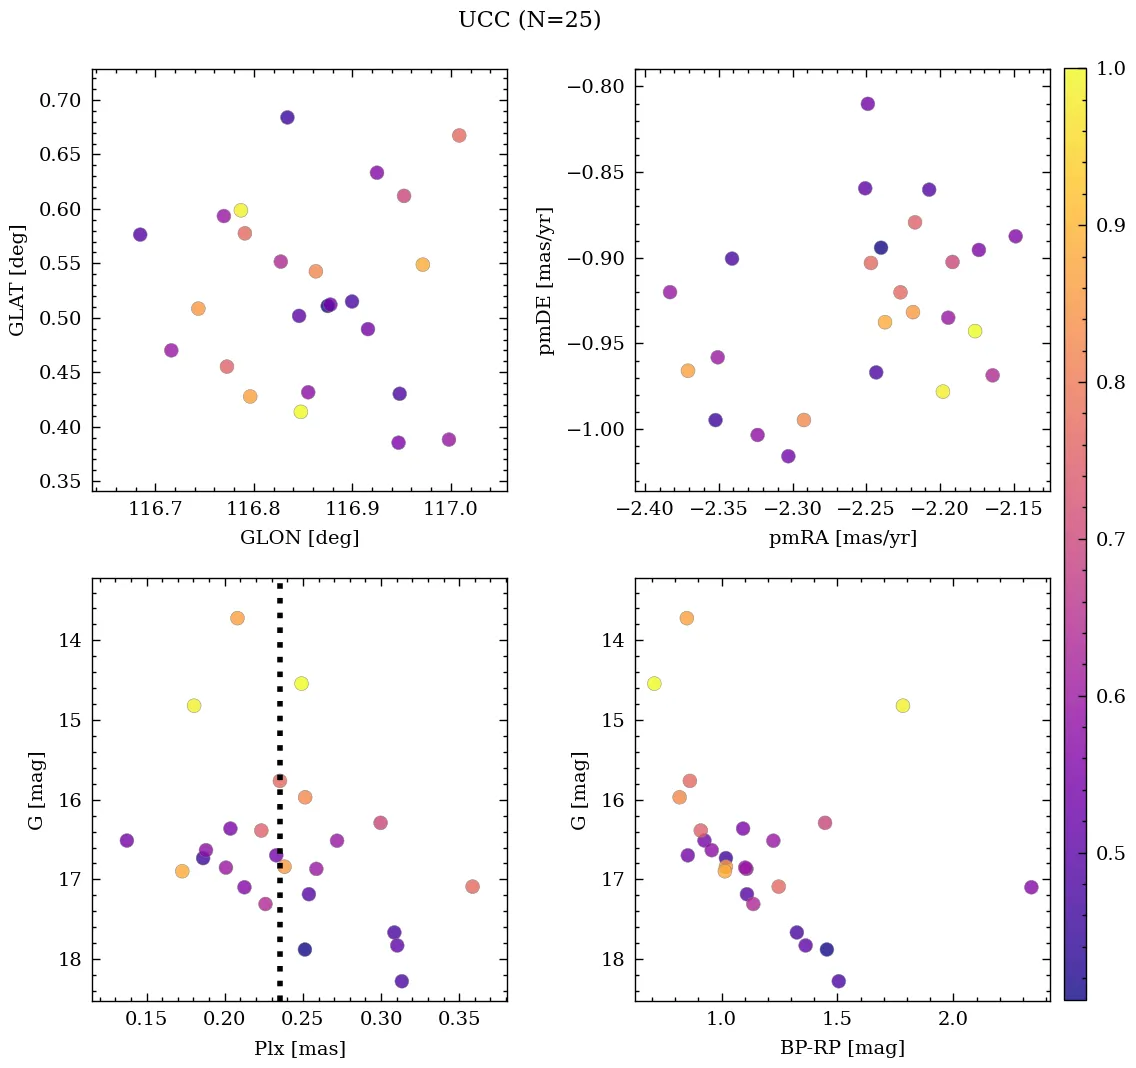 UCC (N=25)
0.70
0.65
0.60
0.55
0.50
0.45
0.40
0.35
GLAT [deg]
116.7 116.8 116.9 117.0
GLON [deg]
−0.80
−0.85
−0.90
−0.95
−1.00
pmDE [mas/yr]
−2.40 −2.35 −2.30 −2.25 −2.20 −2.15
pmRA [mas/yr]
1.0
0.9
0.8
0.7
0.6
0.5
14
15
16
17
18
G [mag]
0.15 0.20 0.25 0.30 0.35
Plx [mas]
14
15
16
17
18
G [mag]
1.0 1.5 2.0
BP-RP [mag]